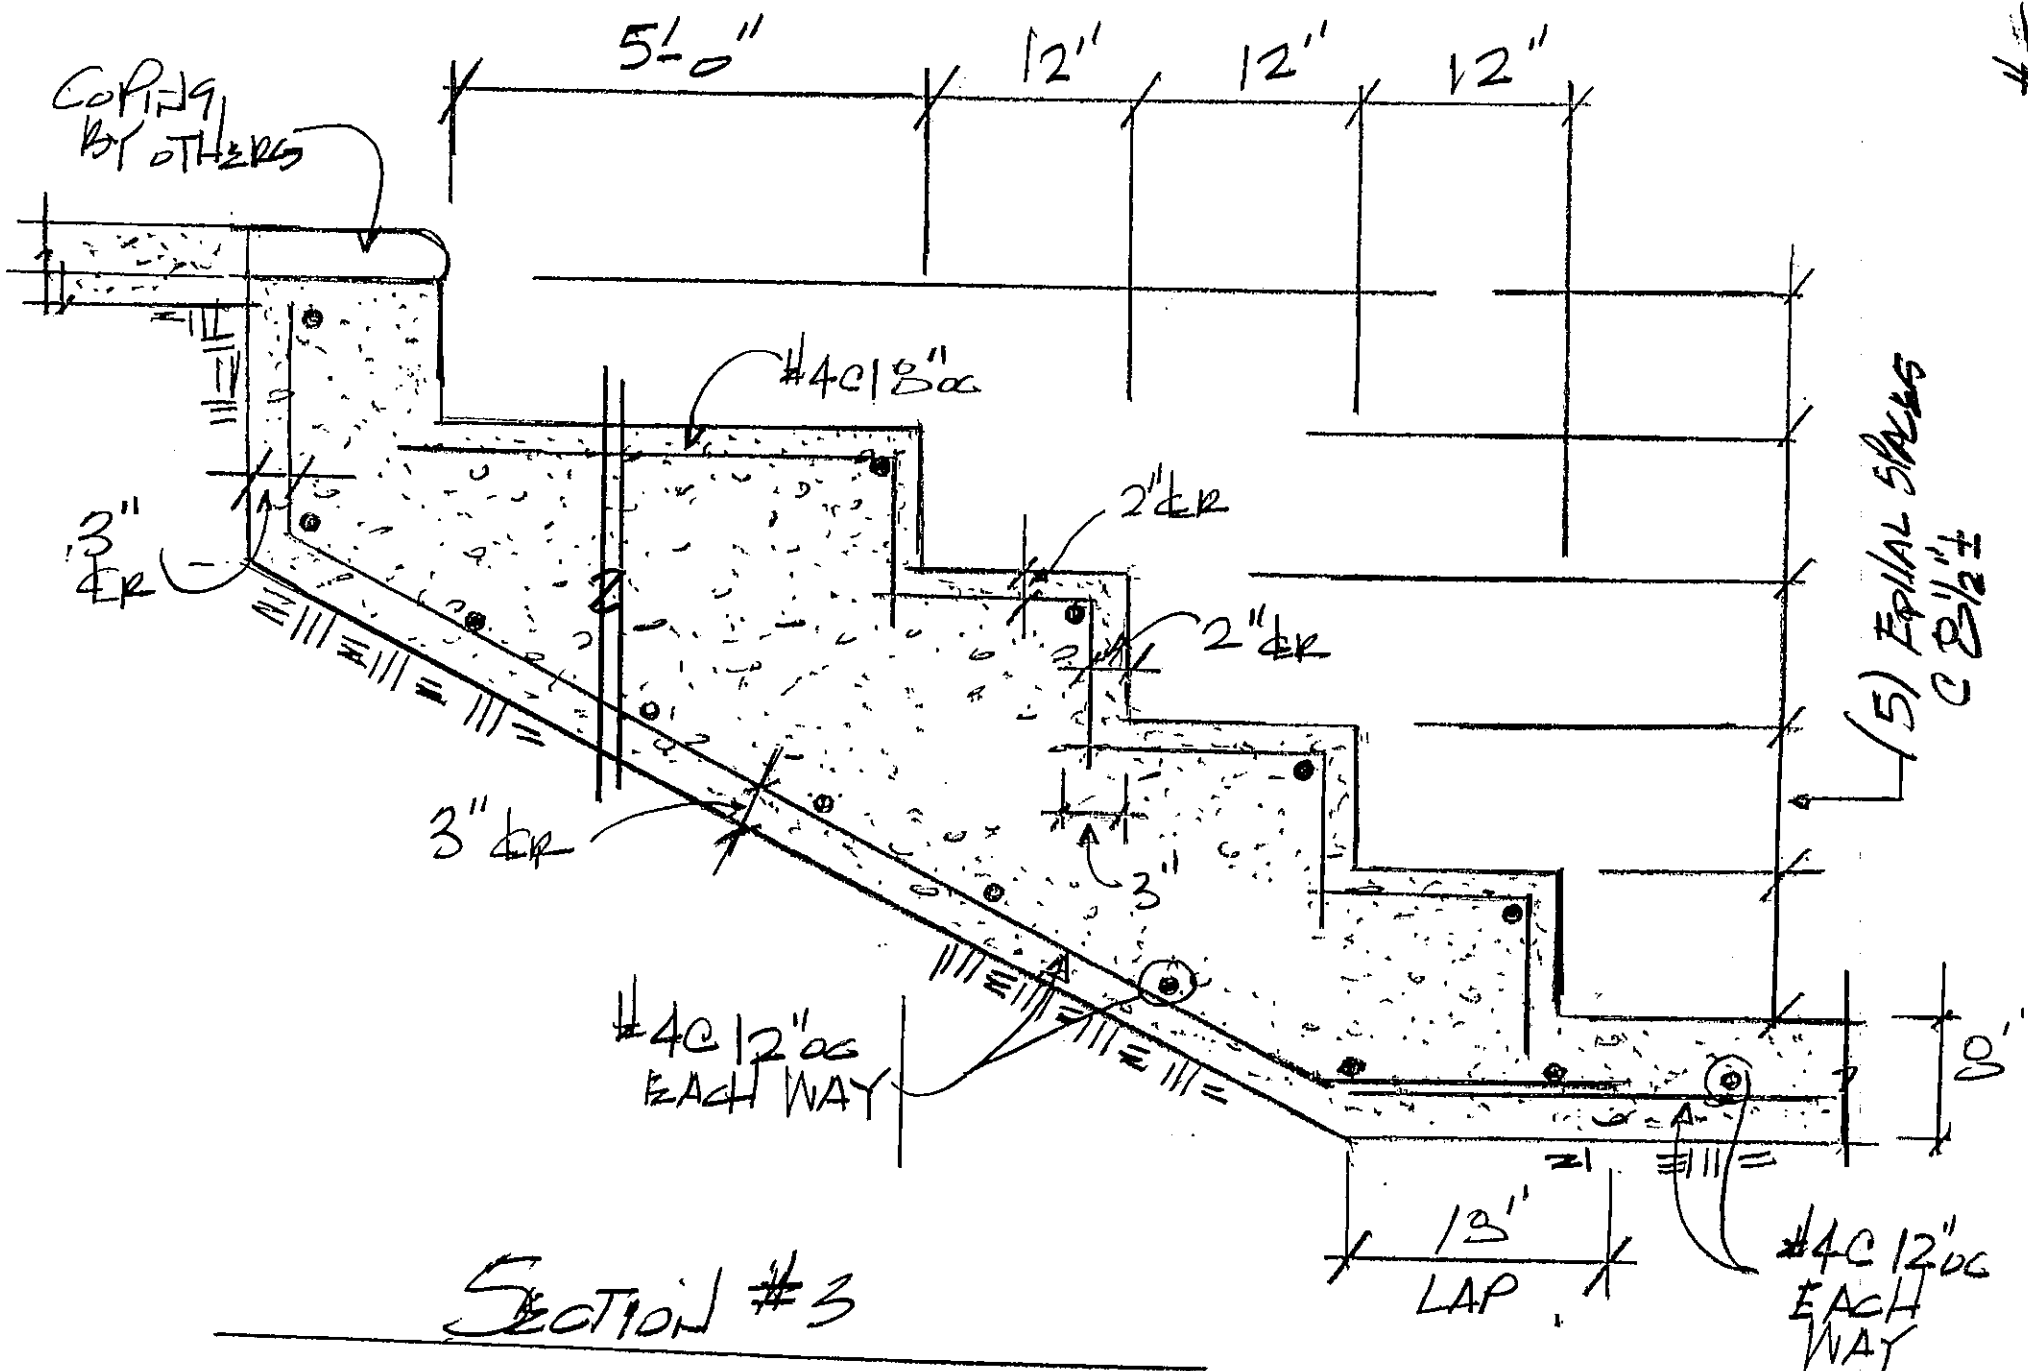 5'-0"
12"
12"
12"
COPING
BY OTHERS
#4@18"OC
3"
CLR
2"CLR
2"CLR
(5) EQUAL SPACES
@ 8 1/2"±
3" CLR
3"
#4@12"OC
EACH WAY
8"
18"
LAP
#4@12"OC
EACH
WAY
SECTION #3